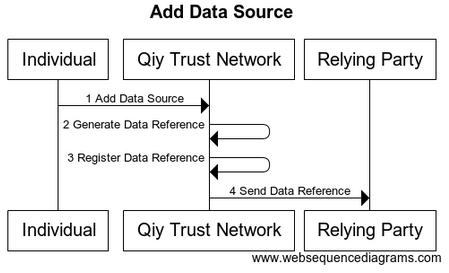 Add Data Source
Individual
Qiy Trust Network
Relying Party
1 Add Data Source
2 Generate Data Reference
3 Register Data Reference
4 Send Data Reference
Individual
Qiy Trust Network
Relying Party
www.websequencediagrams.com